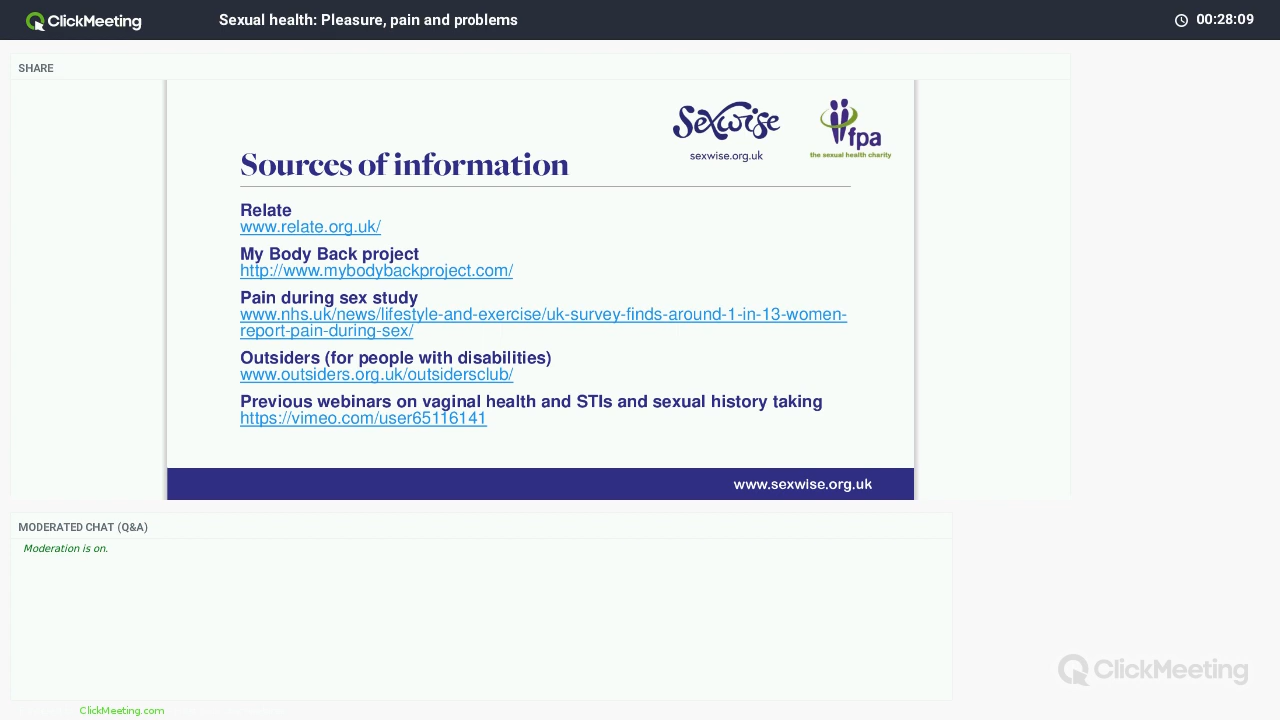 ClickMeeting
Sexual health: Pleasure, pain and problems
00:28:09
SHARE
Sexwise
sexwise.org.uk
fpa
the sexual health charity
Sources of information
Relate
www.relate.org.uk/
My Body Back project
http://www.mybodybackproject.com/
Pain during sex study
www.nhs.uk/news/lifestyle-and-exercise/uk-survey-finds-around-1-in-13-women-
report-pain-during-sex/
Outsiders (for people with disabilities)
www.outsiders.org.uk/outsidersclub/
Previous webinars on vaginal health and STIs and sexual history taking
https://vimeo.com/user65116141
www.sexwise.org.uk
MODERATED CHAT (Q&A)
Moderation is on.
ClickMeeting
ClickMeeting.com